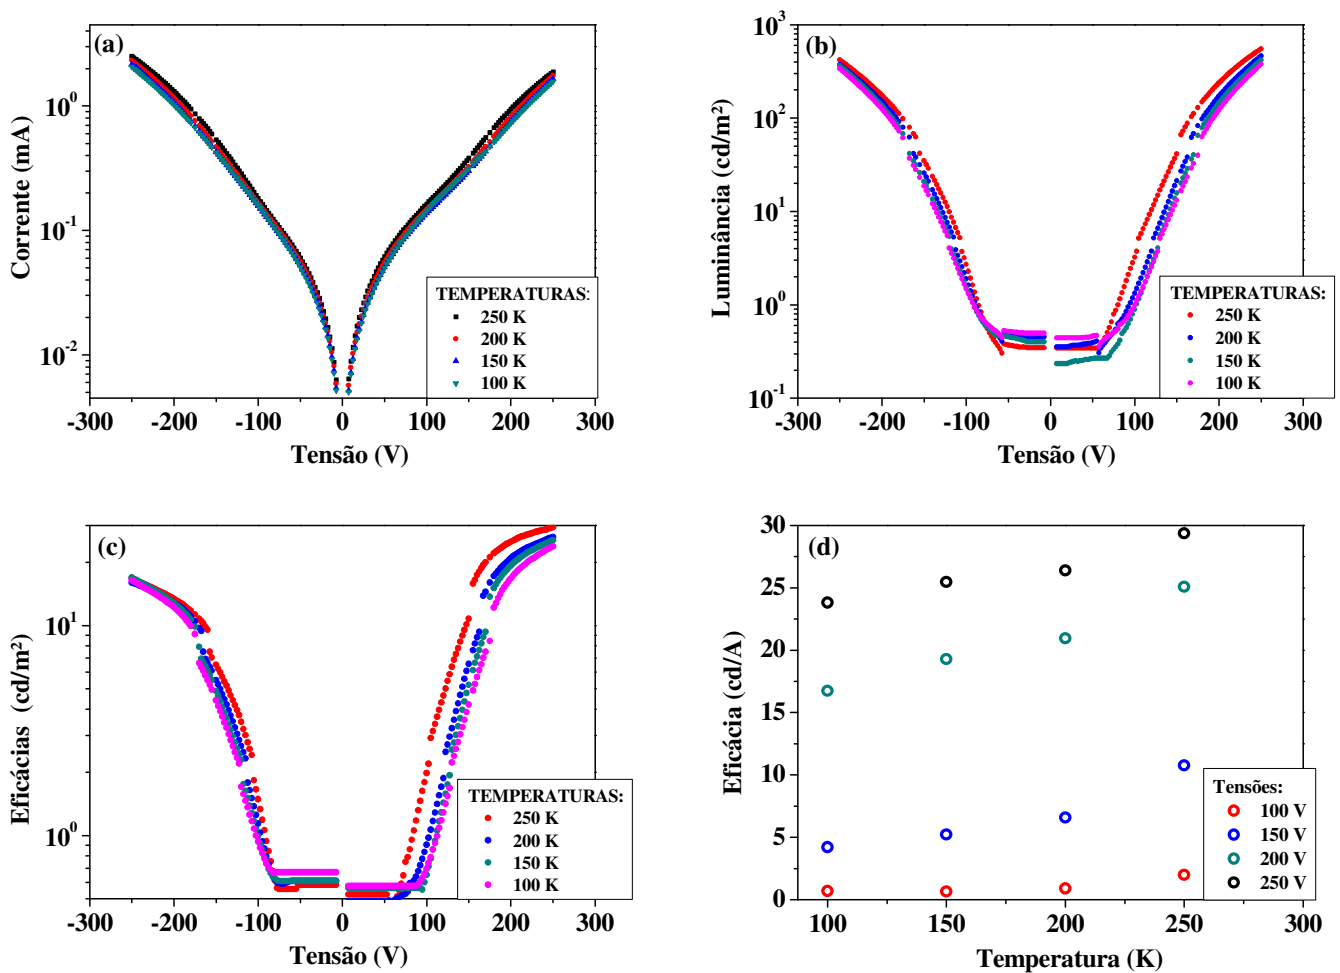 (a)
Corrente (mA)
10^0
10^-1
10^-2
-300 -200 -100 0 100 200 300
Tensão (V)
TEMPERATURAS:
250 K
200 K
150 K
100 K
(b)
Luminância (cd/m²)
10^3
10^2
10^1
10^0
10^-1
-300 -200 -100 0 100 200 300
Tensão (V)
TEMPERATURAS:
250 K
200 K
150 K
100 K
(c)
Eficácias (cd/m²)
10^1
10^0
-300 -200 -100 0 100 200 300
Tensão (V)
TEMPERATURAS:
250 K
200 K
150 K
100 K
(d)
Eficácia (cd/A)
30
25
20
15
10
5
0
100 150 200 250 300
Temperatura (K)
Tensões:
100 V
150 V
200 V
250 V